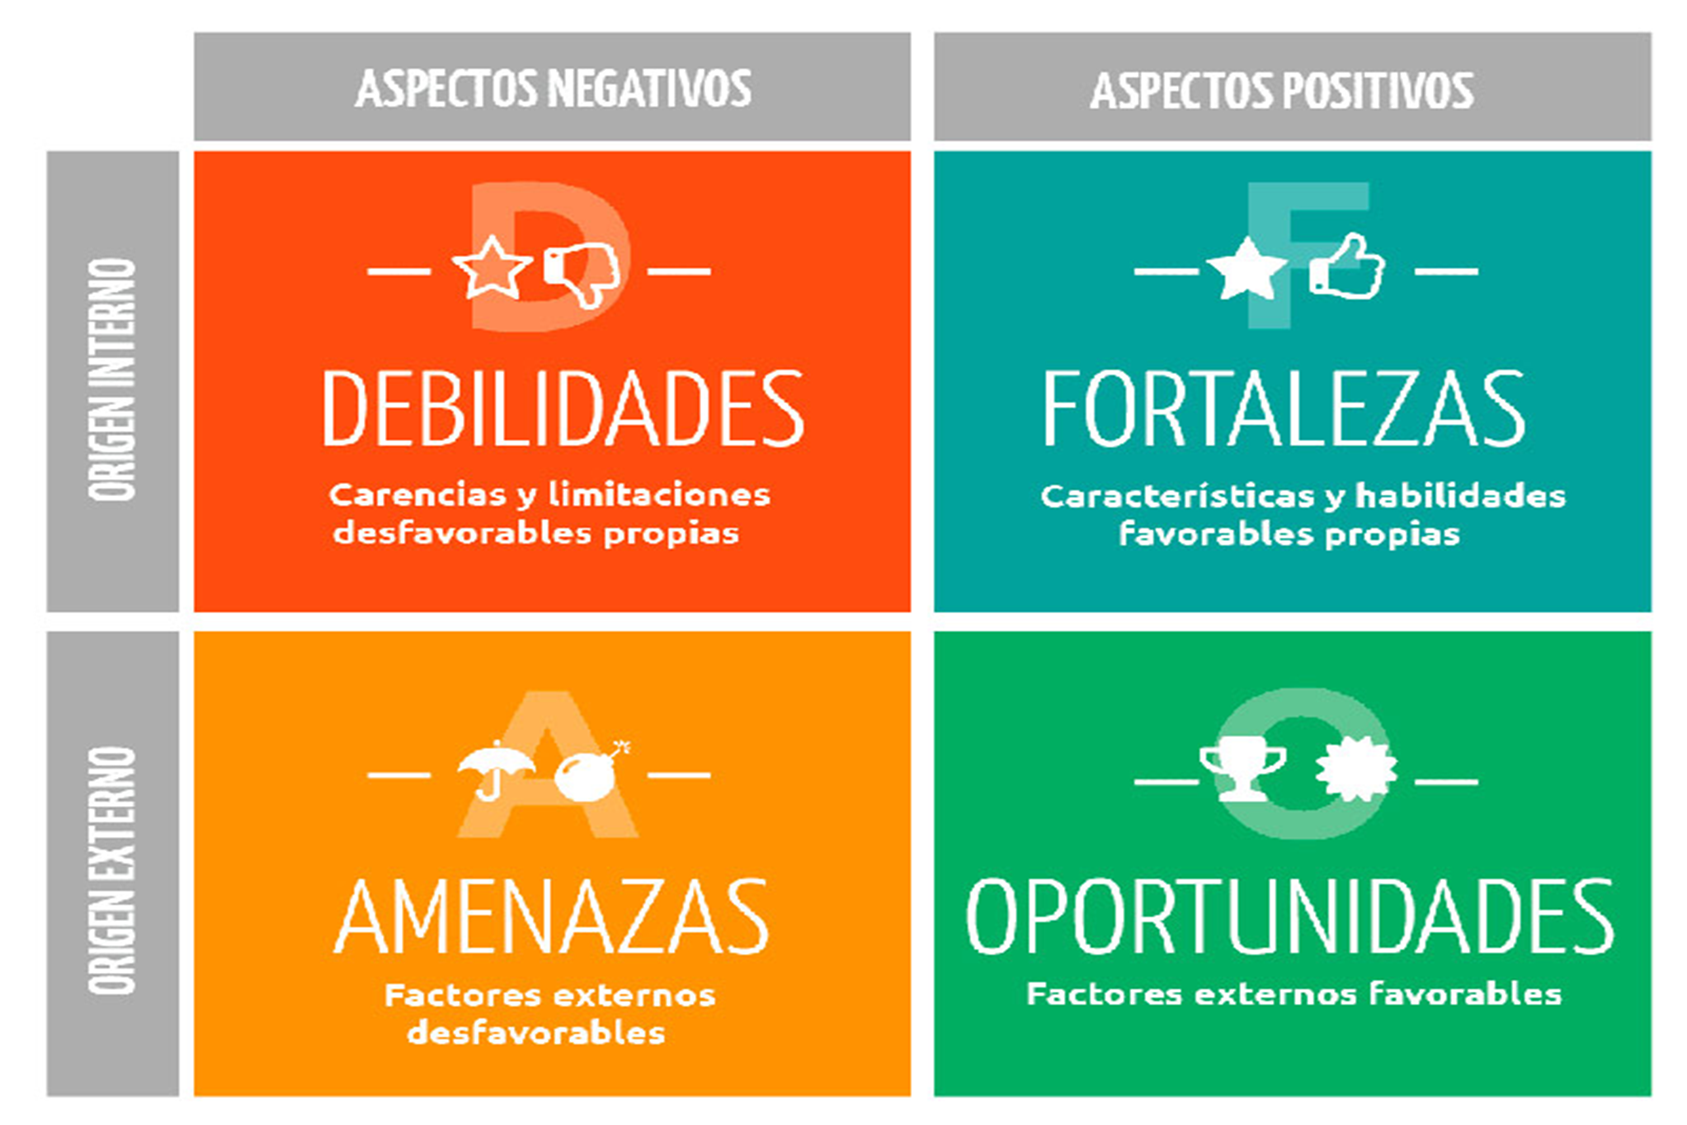 ASPECTOS NEGATIVOS
ASPECTOS POSITIVOS
ORIGEN INTERNO
D
DEBILIDADES
Carencias y limitaciones
desfavorables propias
F
FORTALEZAS
Características y habilidades
favorables propias
ORIGEN EXTERNO
A
AMENAZAS
Factores externos
desfavorables
O
OPORTUNIDADES
Factores externos favorables